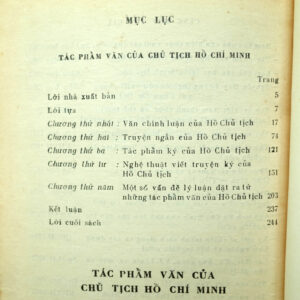 MỤC LỤC
TÁC PHẨM VĂN CỦA CHỦ TỊCH HỒ CHÍ MINH
Trang
Lời nhà xuất bản 5
Lời tựa 7
Chương thứ nhất : Văn chính luận của Hồ Chủ tịch 17
Chương thứ hai : Truyện ngắn của Hồ Chủ tịch 74
Chương thứ ba : Tác phẩm ký của Hồ Chủ tịch 121
Chương thứ tư : Nghệ thuật viết truyện ký của
Hồ Chủ tịch 151
Chương thứ năm : Một số vấn đề lý luận đặt ra từ
những tác phẩm văn của Hồ Chủ tịch 203
Kết luận 237
Lời cuối sách 244
TÁC PHẨM VĂN CỦA
CHỦ TỊCH HỒ CHÍ MINH